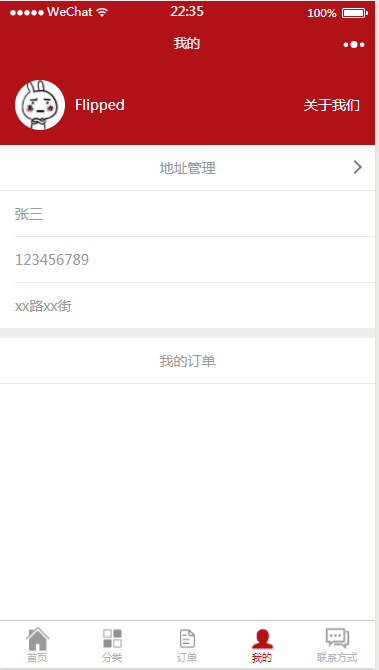 ●●●●● WeChat 22:35 100%
我的
Flipped 关于我们
地址管理
张三
123456789
xx路xx街
我的订单
首页 分类 订单 我的 联系方式